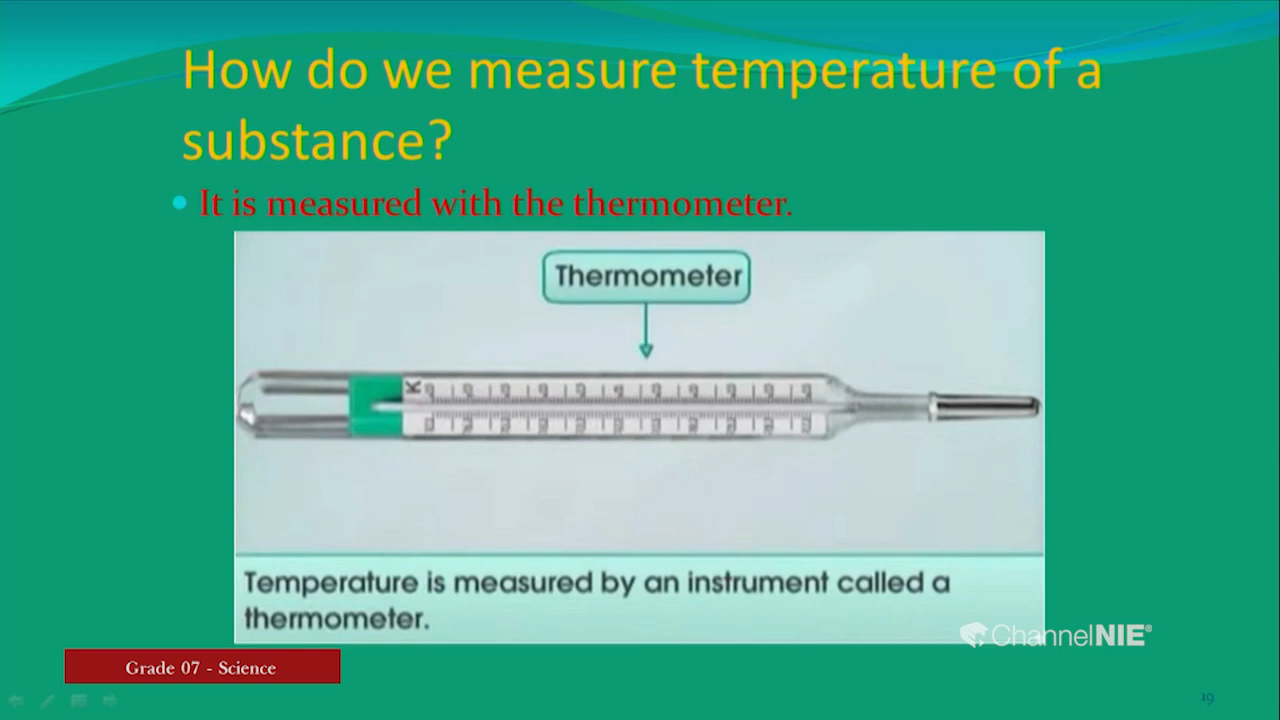 How do we measure temperature of a
substance?
It is measured with the thermometer.
Thermometer
K
Temperature is measured by an instrument called a
thermometer.
ChannelNIE®
Grade 07 - Science
19